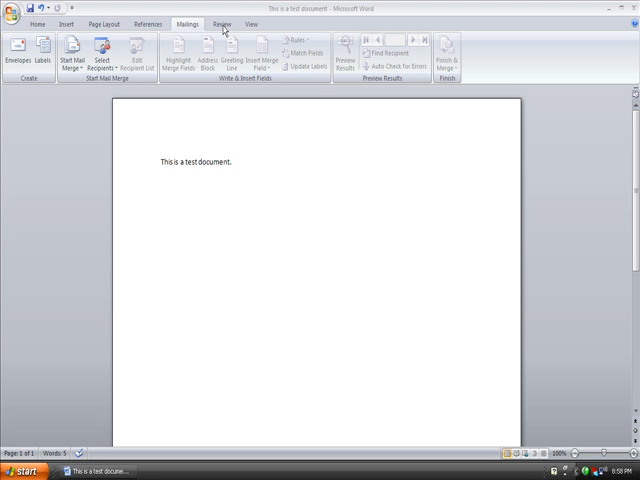 This is a test document - Microsoft Word
Home Insert Page Layout References Mailings Review View
Envelopes Labels
Start Mail Merge Select Recipients Edit Recipient List
Highlight Merge Fields Address Block Greeting Line Insert Merge Field
Rules
Match Fields
Update Labels
Preview Results
Find Recipient
Auto Check for Errors
Finish & Merge
Create Start Mail Merge Write & Insert Fields Preview Results Finish
This is a test document.
Page: 1 of 1 Words: 5 100%
start This is a test docume... 8:58 PM